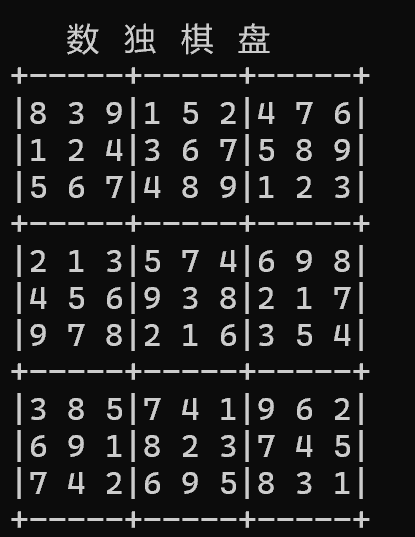 数 独 棋 盘
+-----+-----+-----+
|8 3 9|1 5 2|4 7 6|
|1 2 4|3 6 7|5 8 9|
|5 6 7|4 8 9|1 2 3|
+-----+-----+-----+
|2 1 3|5 7 4|6 9 8|
|4 5 6|9 3 8|2 1 7|
|9 7 8|2 1 6|3 5 4|
+-----+-----+-----+
|3 8 5|7 4 1|9 6 2|
|6 9 1|8 2 3|7 4 5|
|7 4 2|6 9 5|8 3 1|
+-----+-----+-----+